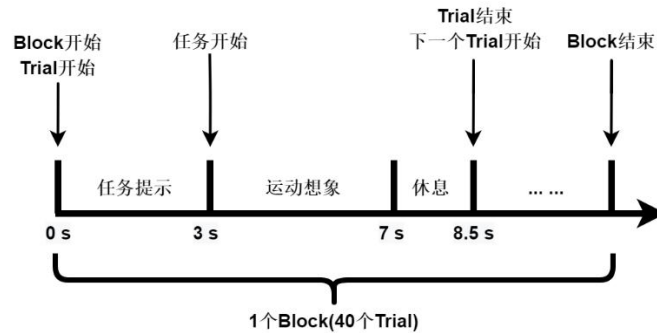 Block开始
Trial开始
任务开始
Trial结束
下一个Trial开始
Block结束
任务提示
运动想象
休息
... ...
0 s
3 s
7 s
8.5 s
1个Block(40个Trial)